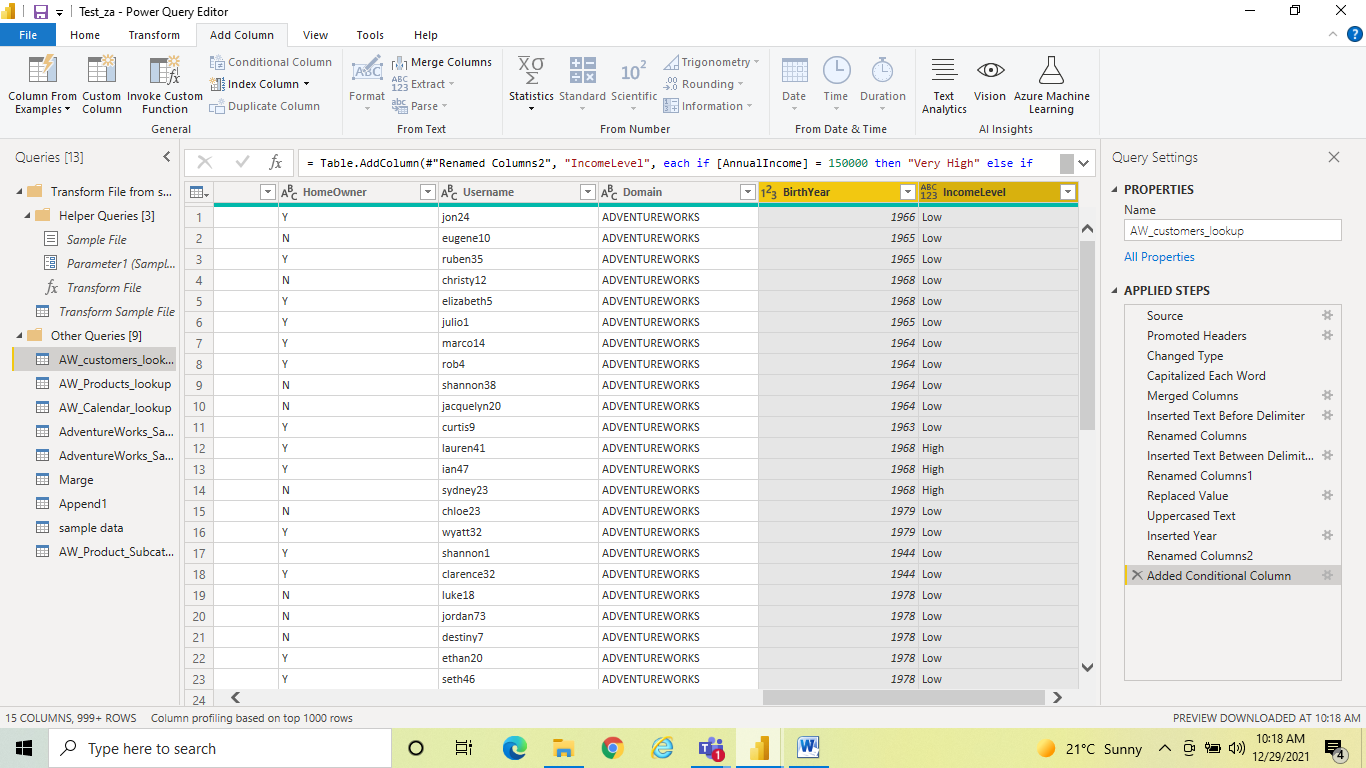 Test_za - Power Query Editor
File Home Transform Add Column View Tools Help
Column From Examples
Custom Column
Invoke Custom Function
Conditional Column
Index Column
Duplicate Column
General
Format
Merge Columns
Extract
Parse
From Text
Statistics
Standard
Scientific
Trigonometry
Rounding
Information
From Number
Date
Time
Duration
From Date & Time
Text Analytics
Vision
Azure Machine Learning
AI Insights
Queries [13]
Transform File from s...
Helper Queries [3]
Sample File
Parameter1 (Sampl...
Transform File
Transform Sample File
Other Queries [9]
AW_customers_look...
AW_Products_lookup
AW_Calendar_lookup
AdventureWorks_Sa...
AdventureWorks_Sa...
Marge
Append1
sample data
AW_Product_Subcat...
= Table.AddColumn(#"Renamed Columns2", "IncomeLevel", each if [AnnualIncome] = 150000 then "Very High" else if
HomeOwner Username Domain BirthYear IncomeLevel
1 Y jon24 ADVENTUREWORKS 1966 Low
2 N eugene10 ADVENTUREWORKS 1965 Low
3 Y ruben35 ADVENTUREWORKS 1965 Low
4 N christy12 ADVENTUREWORKS 1968 Low
5 Y elizabeth5 ADVENTUREWORKS 1968 Low
6 Y julio1 ADVENTUREWORKS 1965 Low
7 Y marco14 ADVENTUREWORKS 1964 Low
8 Y rob4 ADVENTUREWORKS 1964 Low
9 N shannon38 ADVENTUREWORKS 1964 Low
10 N jacquelyn20 ADVENTUREWORKS 1964 Low
11 Y curtis9 ADVENTUREWORKS 1963 Low
12 Y lauren41 ADVENTUREWORKS 1968 High
13 Y ian47 ADVENTUREWORKS 1968 High
14 N sydney23 ADVENTUREWORKS 1968 High
15 N chloe23 ADVENTUREWORKS 1979 Low
16 Y wyatt32 ADVENTUREWORKS 1979 Low
17 Y shannon1 ADVENTUREWORKS 1944 Low
18 Y clarence32 ADVENTUREWORKS 1944 Low
19 N luke18 ADVENTUREWORKS 1978 Low
20 N jordan73 ADVENTUREWORKS 1978 Low
21 N destiny7 ADVENTUREWORKS 1978 Low
22 Y ethan20 ADVENTUREWORKS 1978 Low
23 Y seth46 ADVENTUREWORKS 1978 Low
24
Query Settings
PROPERTIES
Name
AW_customers_lookup
All Properties
APPLIED STEPS
Source
Promoted Headers
Changed Type
Capitalized Each Word
Merged Columns
Inserted Text Before Delimiter
Renamed Columns
Inserted Text Between Delimit...
Renamed Columns1
Replaced Value
Uppercased Text
Inserted Year
Renamed Columns2
Added Conditional Column
15 COLUMNS, 999+ ROWS Column profiling based on top 1000 rows
PREVIEW DOWNLOADED AT 10:18 AM
Type here to search
21°C Sunny
10:18 AM
12/29/2021
4